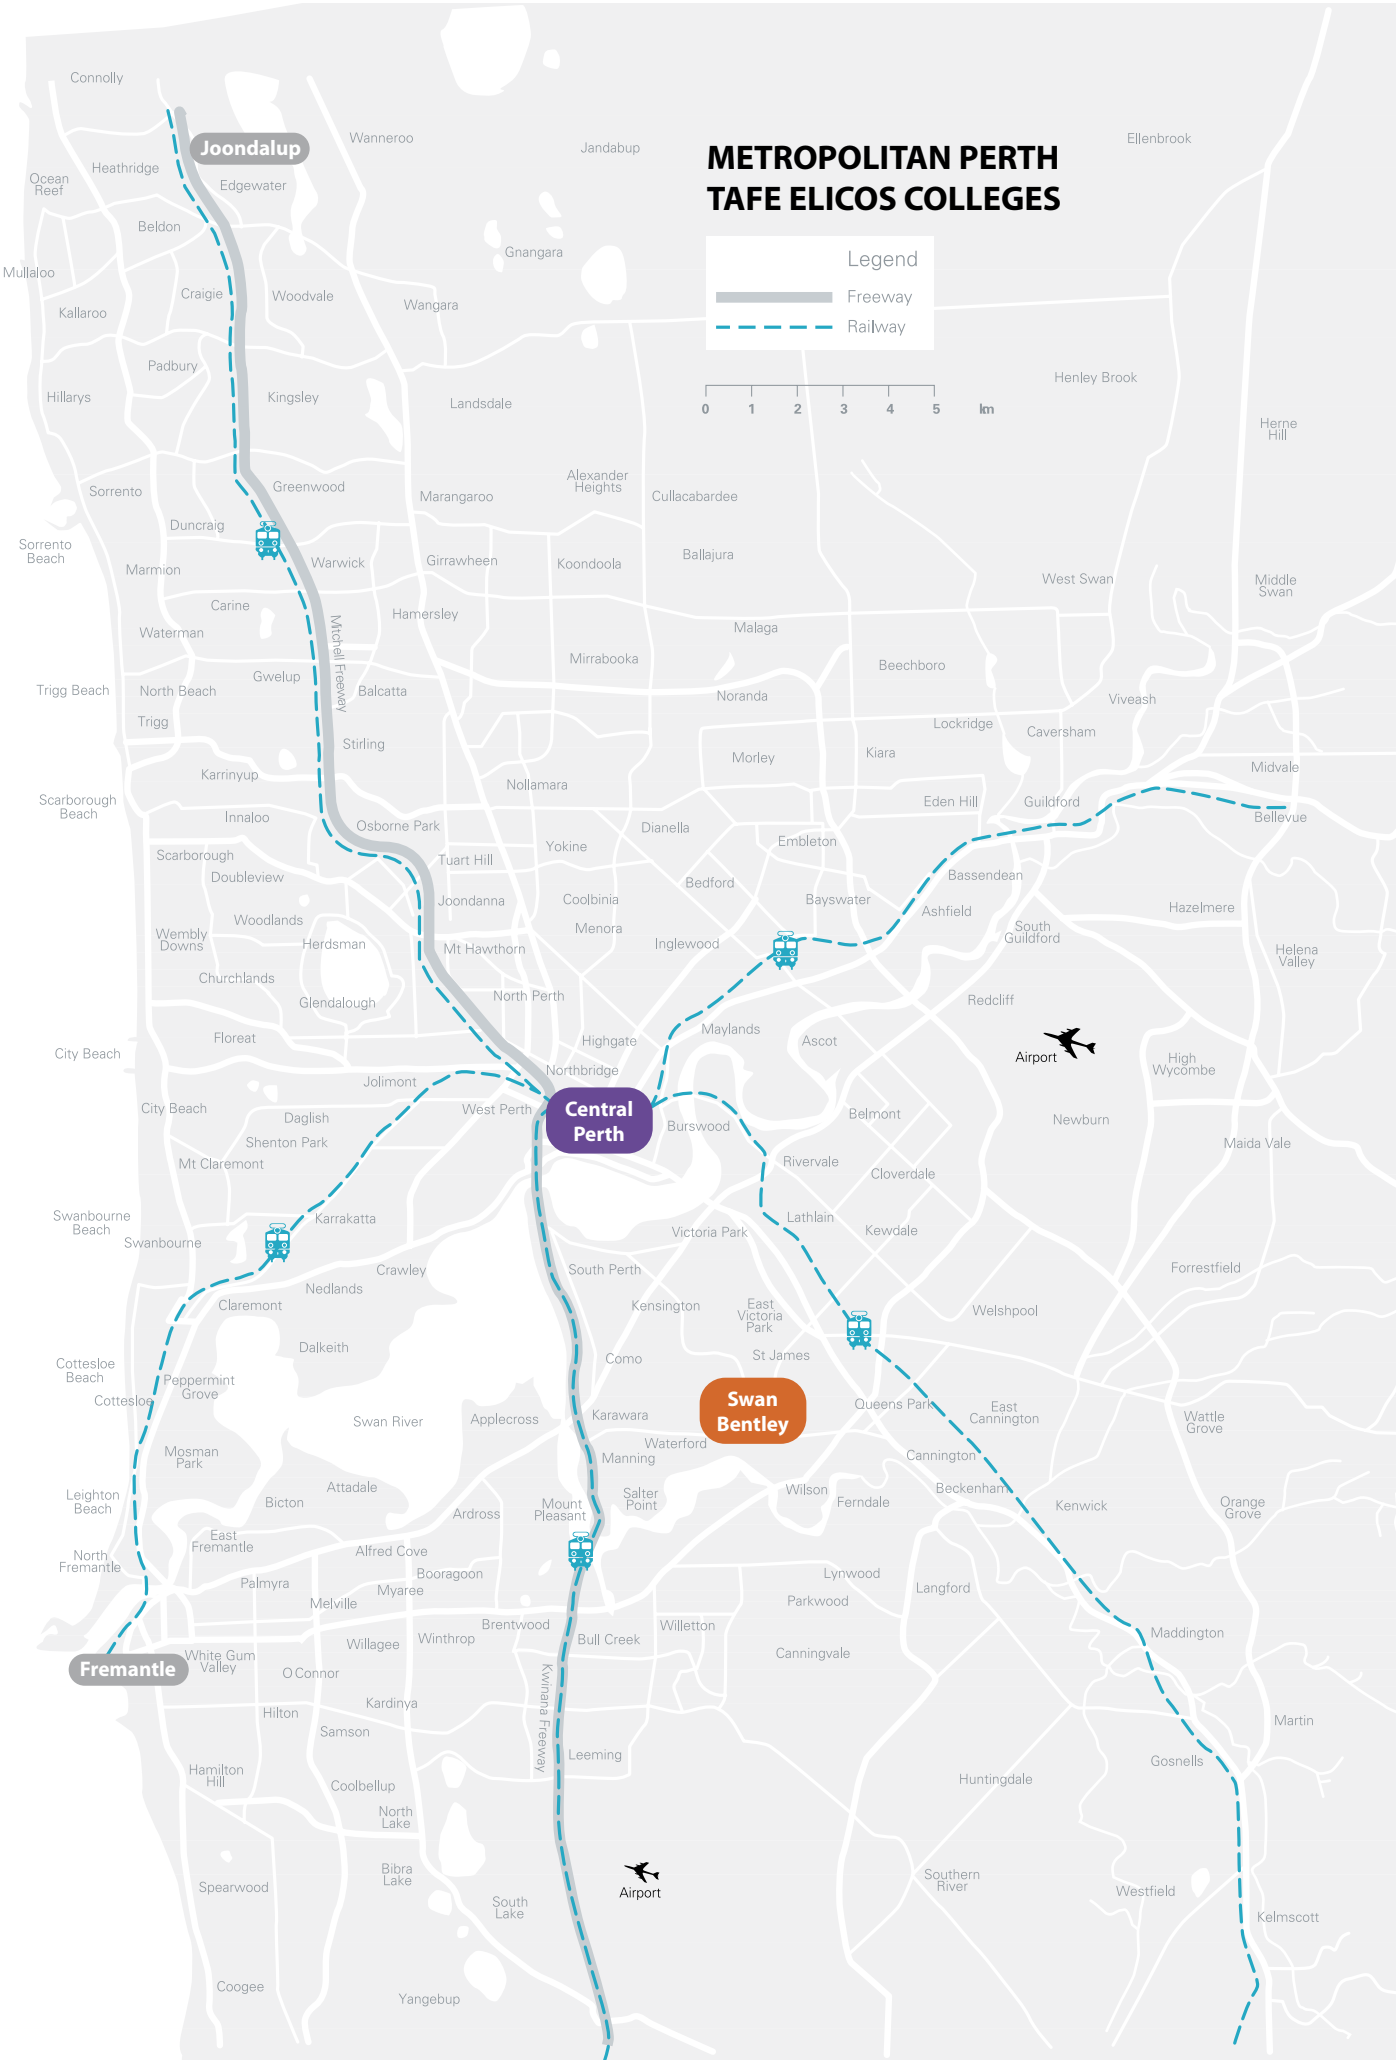 Connolly
Joondalup
Wanneroo
Jandabup
METROPOLITAN PERTH
TAFE ELICOS COLLEGES
Ellenbrook
Heathridge
Ocean
Reef
Edgewater
Beldon
Gnangara
Legend
Freeway
Railway
Mullaloo
Craigie
Woodvale
Wangara
Kallaroo
Padbury
Hillarys
Kingsley
Landsdale
0 1 2 3 4 5 km
Henley Brook
Herne
Hill
Sorrento
Greenwood
Marangaroo
Alexander
Heights
Cullacabardee
Duncraig
Sorrento
Beach
Marmion
Warwick
Girrawheen
Koondoola
Ballajura
West Swan
Middle
Swan
Carine
Hamersley
Waterman
Mitchell Freeway
Malaga
Mirrabooka
Beechboro
Trigg Beach
North Beach
Gwelup
Balcatta
Noranda
Viveash
Trigg
Stirling
Lockridge
Caversham
Morley
Kiara
Karrinyup
Nollamara
Midvale
Scarborough
Beach
Innaloo
Osborne Park
Dianella
Eden Hill
Guildford
Bellevue
Scarborough
Doubleview
Tuart Hill
Yokine
Embleton
Bassendean
Bedford
Woodlands
Joondanna
Coolbinia
Bayswater
Ashfield
Hazelmere
Wembly
Downs
Herdsman
Mt Hawthorn
Menora
Inglewood
South
Guildford
Helena
Valley
Churchlands
Glendalough
North Perth
Redcliff
Floreat
Highgate
Maylands
Ascot
Airport
City Beach
Northbridge
High
Wycombe
Jolimont
City Beach
Daglish
West Perth
Central
Perth
Burswood
Belmont
Newburn
Shenton Park
Mt Claremont
Rivervale
Cloverdale
Maida Vale
Swanbourne
Beach
Karrakatta
Swanbourne
Victoria Park
Lathlain
Kewdale
Crawley
South Perth
Forrestfield
Nedlands
Claremont
Kensington
East
Victoria
Park
Welshpool
Dalkeith
Como
St James
Cottesloe
Beach
Cottesloe
Peppermint
Grove
Swan
Bentley
Swan River
Applecross
Karawara
Queens Park
East
Cannington
Wattle
Grove
Mosman
Park
Waterford
Manning
Cannington
Leighton
Beach
Attadale
Bicton
Ardross
Mount
Pleasant
Salter
Point
Wilson
Ferndale
Beckenham
Kenwick
Orange
Grove
North
Fremantle
East
Fremantle
Alfred Cove
Booragoon
Palmyra
Myaree
Melville
Lynwood
Langford
Parkwood
Brentwood
Willetton
Bull Creek
Willagee
Winthrop
Maddington
Fremantle
White Gum
Valley
O Connor
Canningvale
Kwinana Freeway
Kardinya
Hilton
Samson
Martin
Leeming
Hamilton
Hill
Coolbellup
Gosnells
Huntingdale
North
Lake
Bibra
Lake
Spearwood
South
Lake
Airport
Southern
River
Westfield
Kelmscott
Coogee
Yangebup